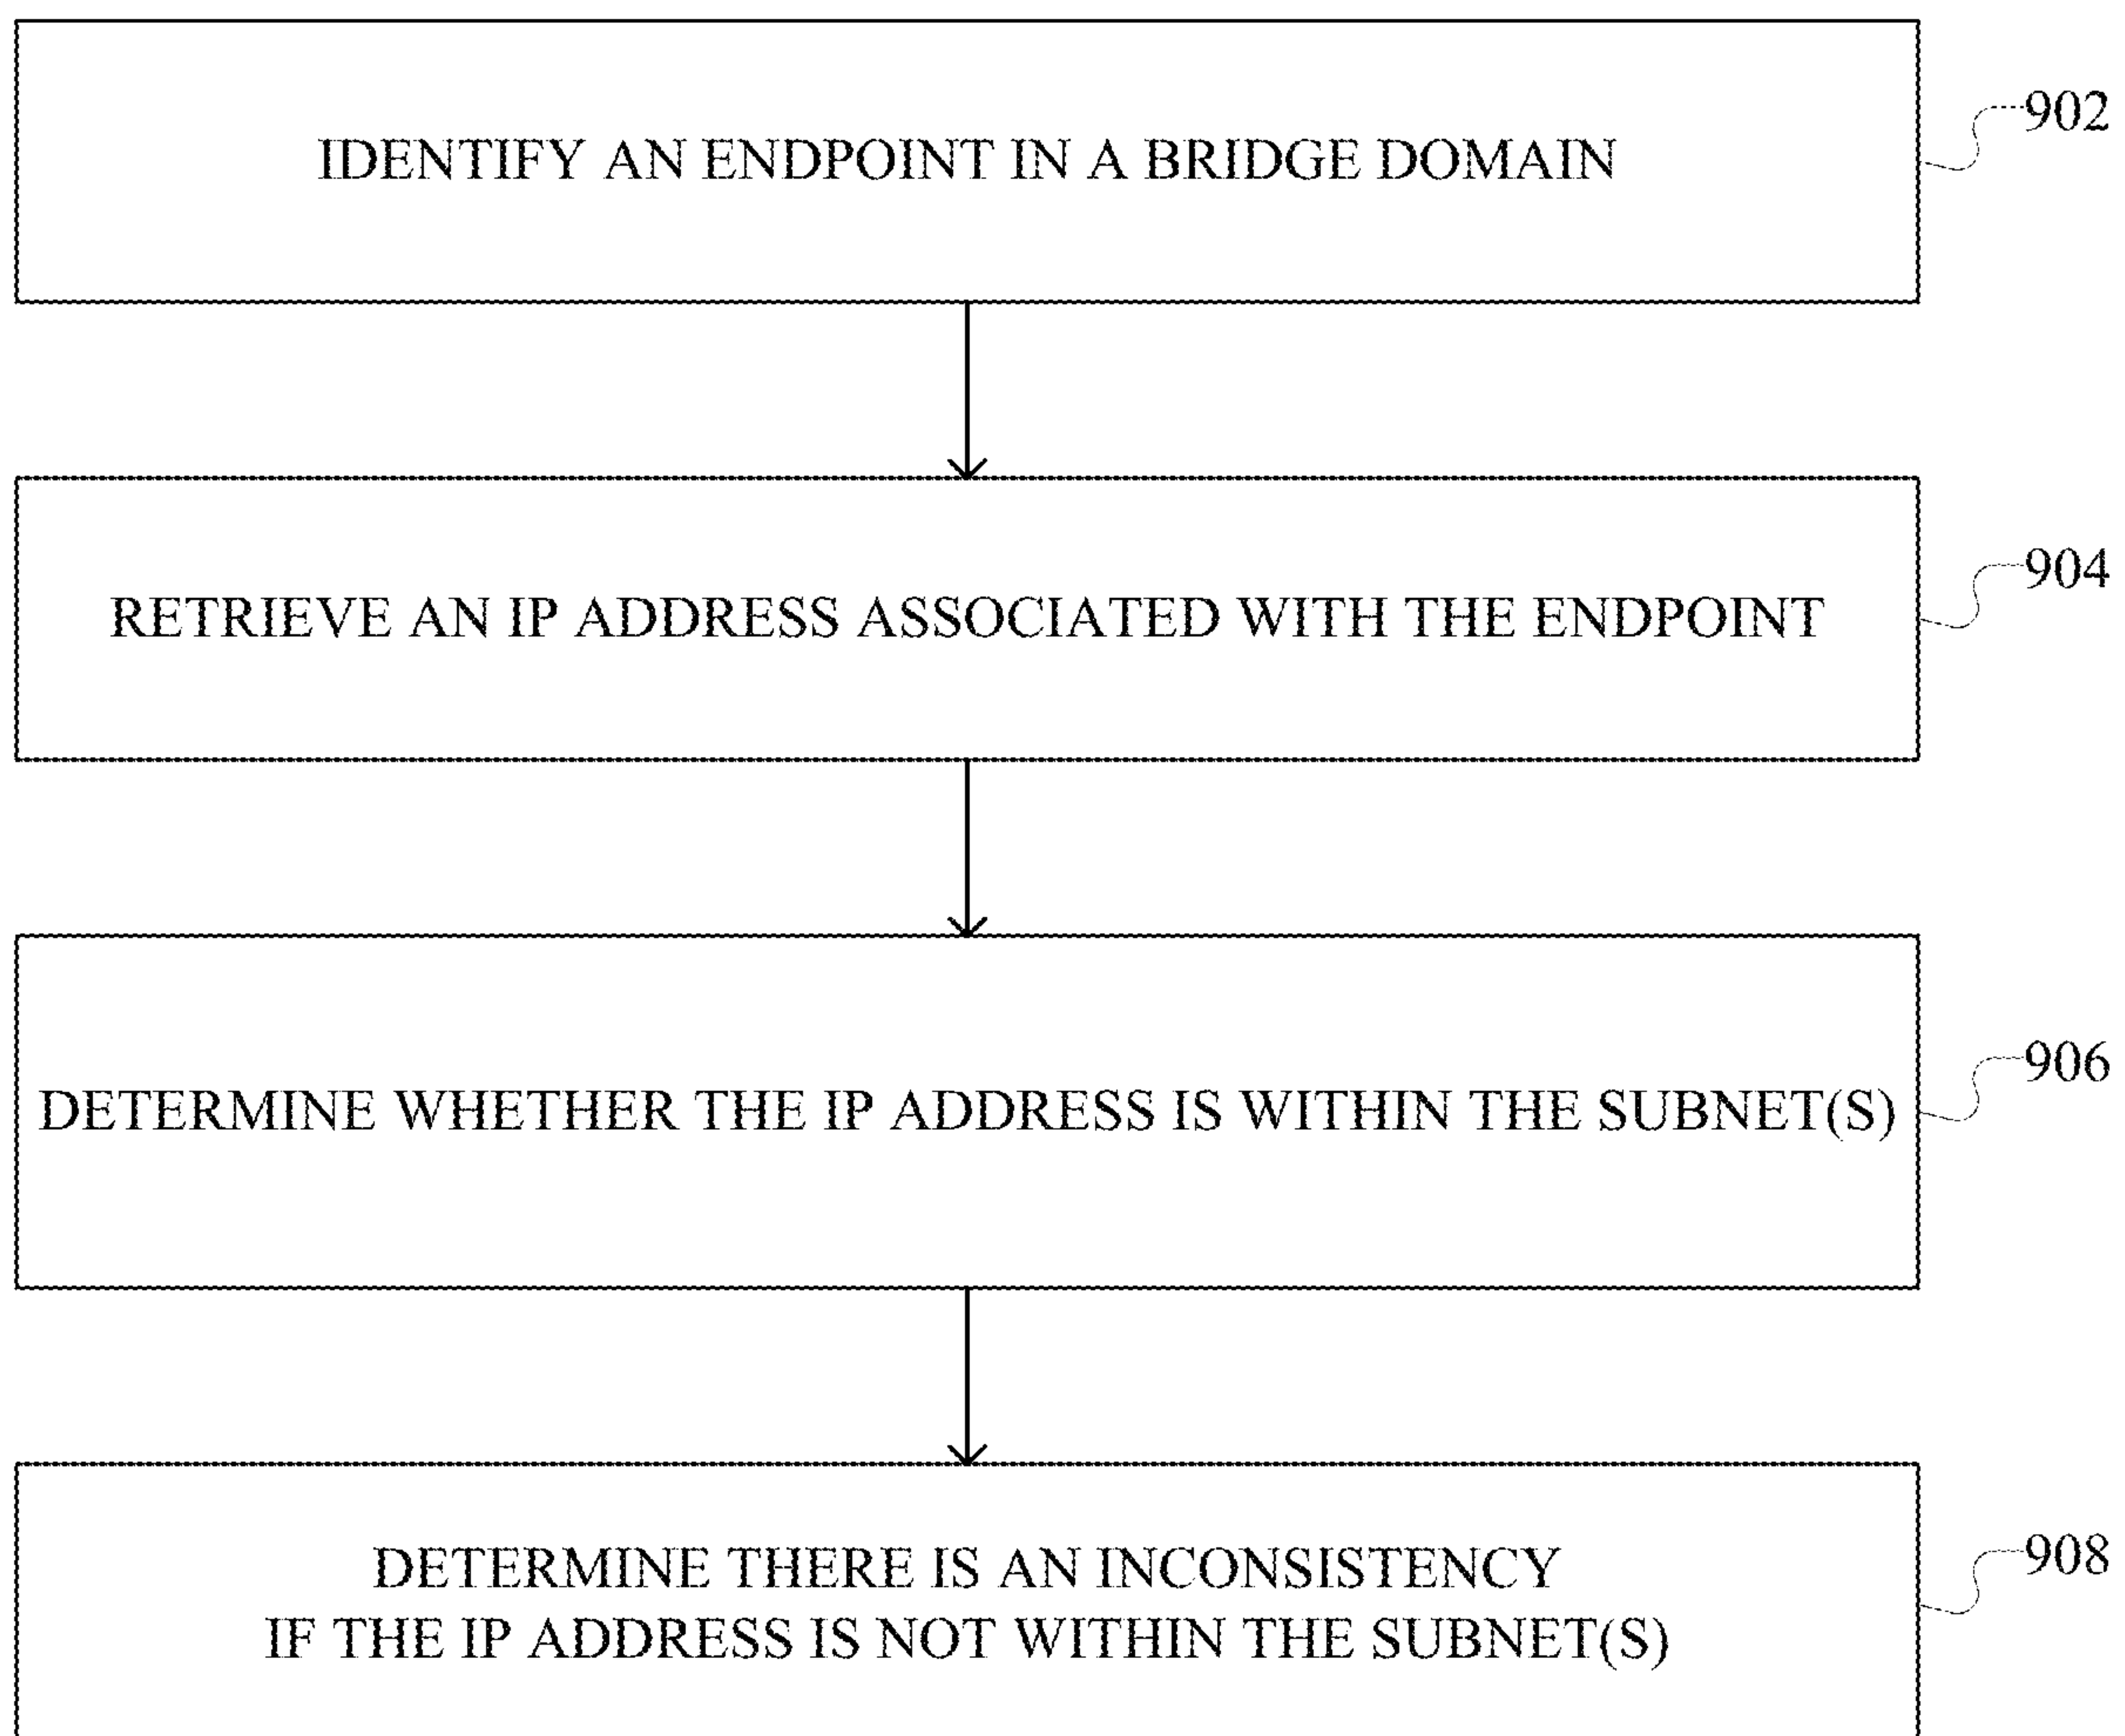 IDENTIFY AN ENDPOINT IN A BRIDGE DOMAIN
902
RETRIEVE AN IP ADDRESS ASSOCIATED WITH THE ENDPOINT
904
DETERMINE WHETHER THE IP ADDRESS IS WITHIN THE SUBNET(S)
906
DETERMINE THERE IS AN INCONSISTENCY
IF THE IP ADDRESS IS NOT WITHIN THE SUBNET(S)
908